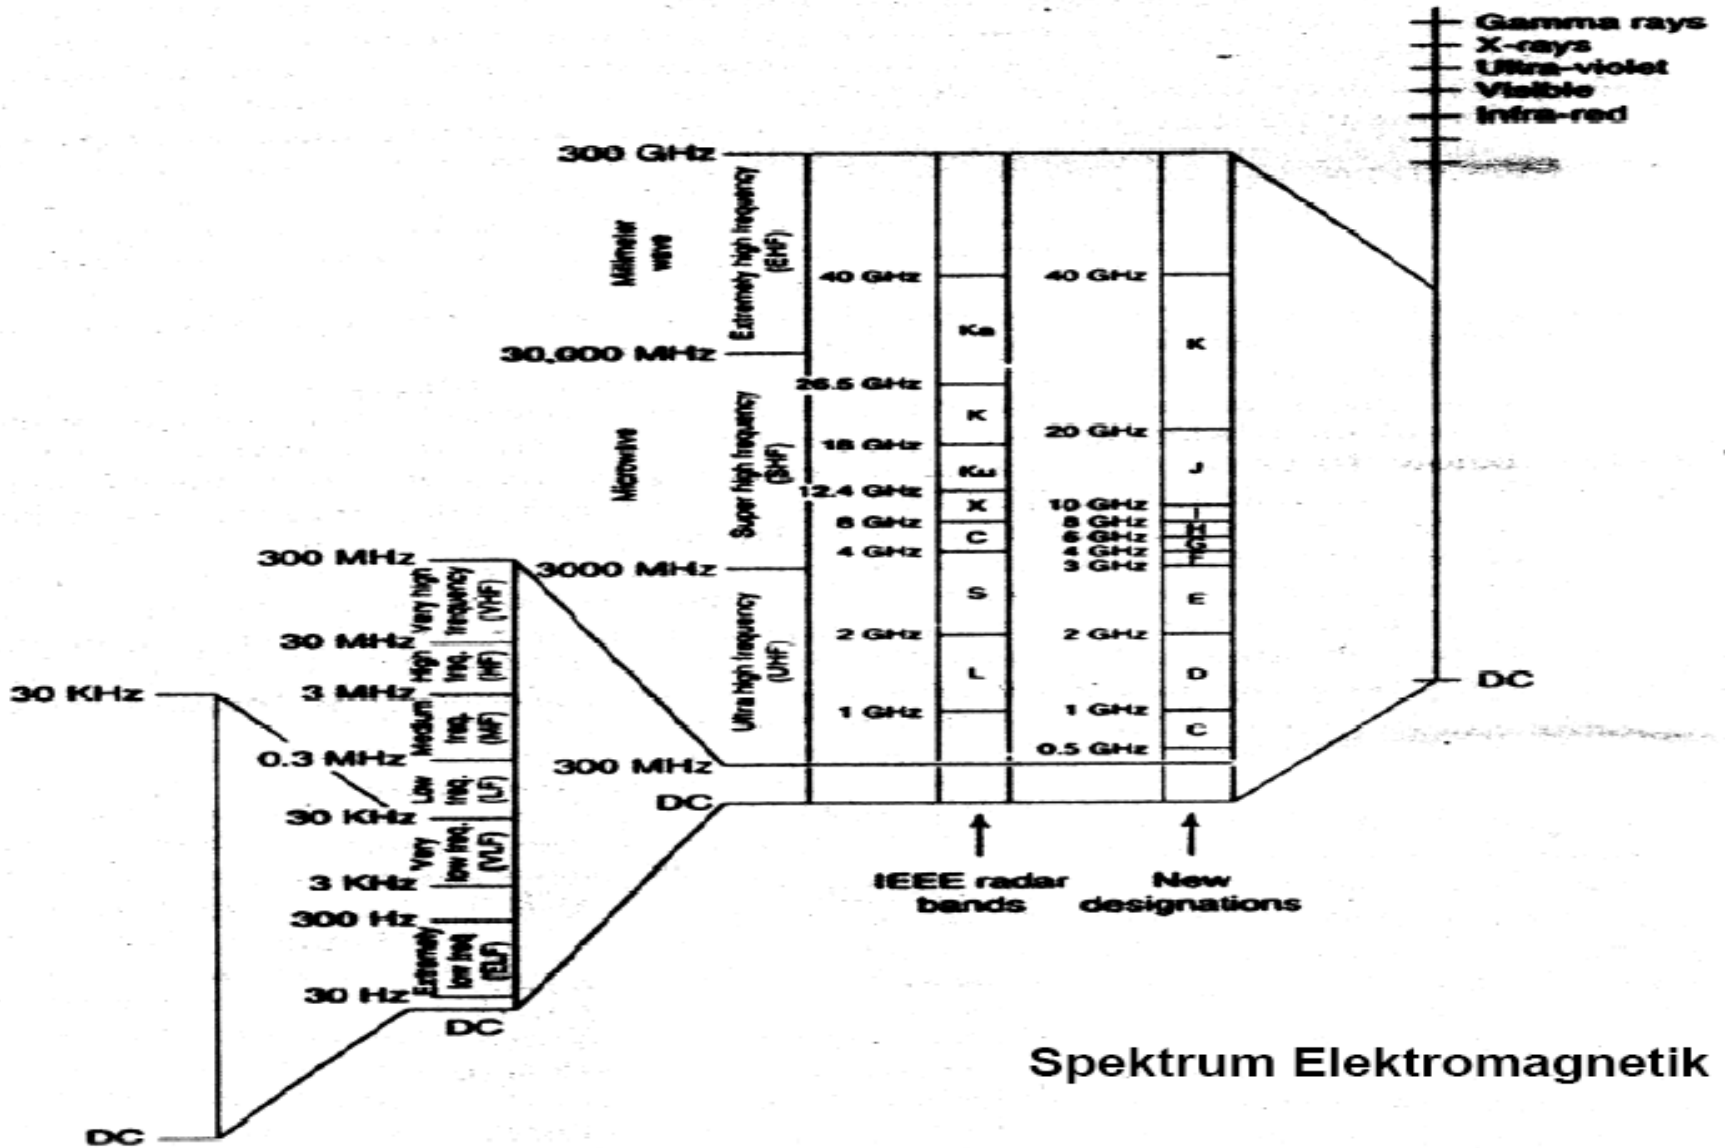 Gamma rays
X-rays
Ultra-violet
Visible
Infra-red
300 GHz
Millimeter
wave
Extremely high frequency
(EHF)
40 GHz
40 GHz
Ka
K
30,000 MHz
26.5 GHz
K
20 GHz
Microwave
Super high frequency
(SHF)
18 GHz
Ku
J
12.4 GHz
X
10 GHz
I
8 GHz
8 GHz
H
C
6 GHz
G
4 GHz
4 GHz
300 MHz
3000 MHz
3 GHz
Very high
frequency
(VHF)
S
E
30 MHz
2 GHz
2 GHz
High
freq.
(HF)
Ultra high frequency
(UHF)
L
D
DC
30 KHz
3 MHz
1 GHz
1 GHz
Medium
freq.
(MF)
C
0.3 MHz
300 MHz
0.5 GHz
Low
freq.
(LF)
DC
30 KHz
Very
low freq.
(VLF)
3 KHz
IEEE radar
bands
New
designations
300 Hz
Extremely
low freq
(ELF)
30 Hz
DC
Spektrum Elektromagnetik
DC